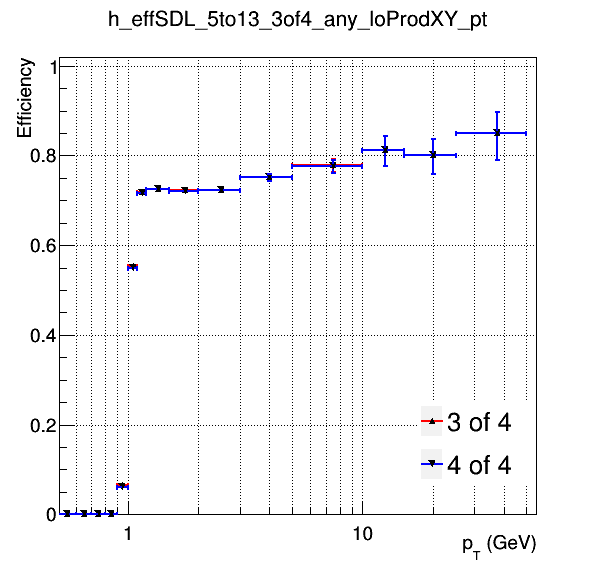 h_effSDL_5to13_3of4_any_loProdXY_pt
Efficiency
1
0.8
0.6
0.4
0.2
0
3 of 4
4 of 4
1
10
p_T (GeV)